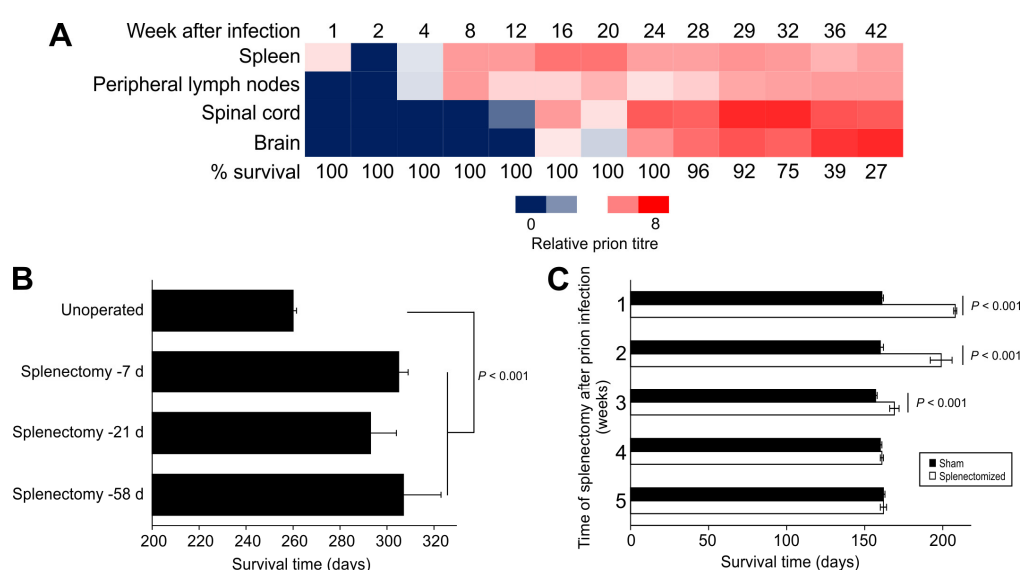 A
Week after infection 1 2 4 8 12 16 20 24 28 29 32 36 42
Spleen
Peripheral lymph nodes
Spinal cord
Brain
% survival 100 100 100 100 100 100 100 100 96 92 75 39 27
0 8
Relative prion titre
B
Unoperated
Splenectomy -7 d
Splenectomy -21 d
Splenectomy -58 d
P < 0.001
200 220 240 260 280 300 320
Survival time (days)
C
Time of splenectomy after prion infection
(weeks)
1
P < 0.001
2
P < 0.001
3
P < 0.001
4
5
Sham
Splenectomized
0 50 100 150 200
Survival time (days)